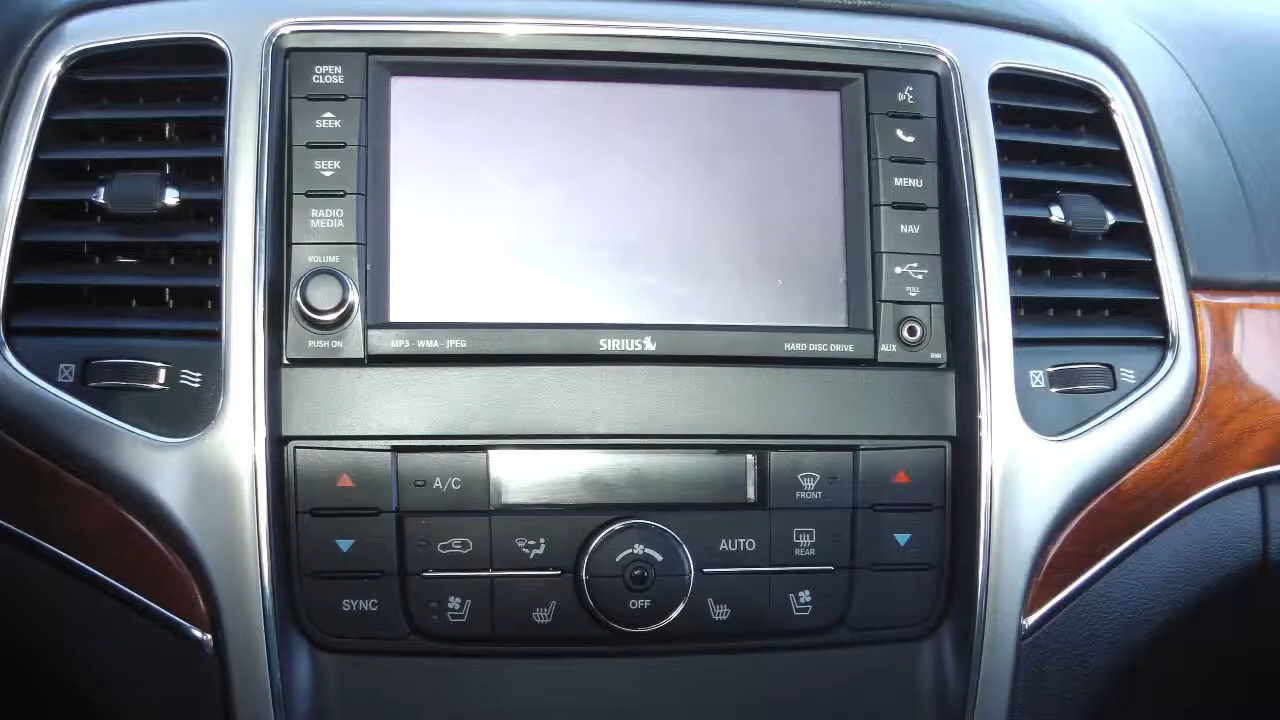 OPEN
CLOSE
SEEK
SEEK
RADIO
MEDIA
VOLUME
PUSH ON
MP3 - WMA - JPEG
SIRIUS
HARD DISC DRIVE
MENU
NAV
PULL
AUX
A/C
FRONT
AUTO
REAR
SYNC
OFF